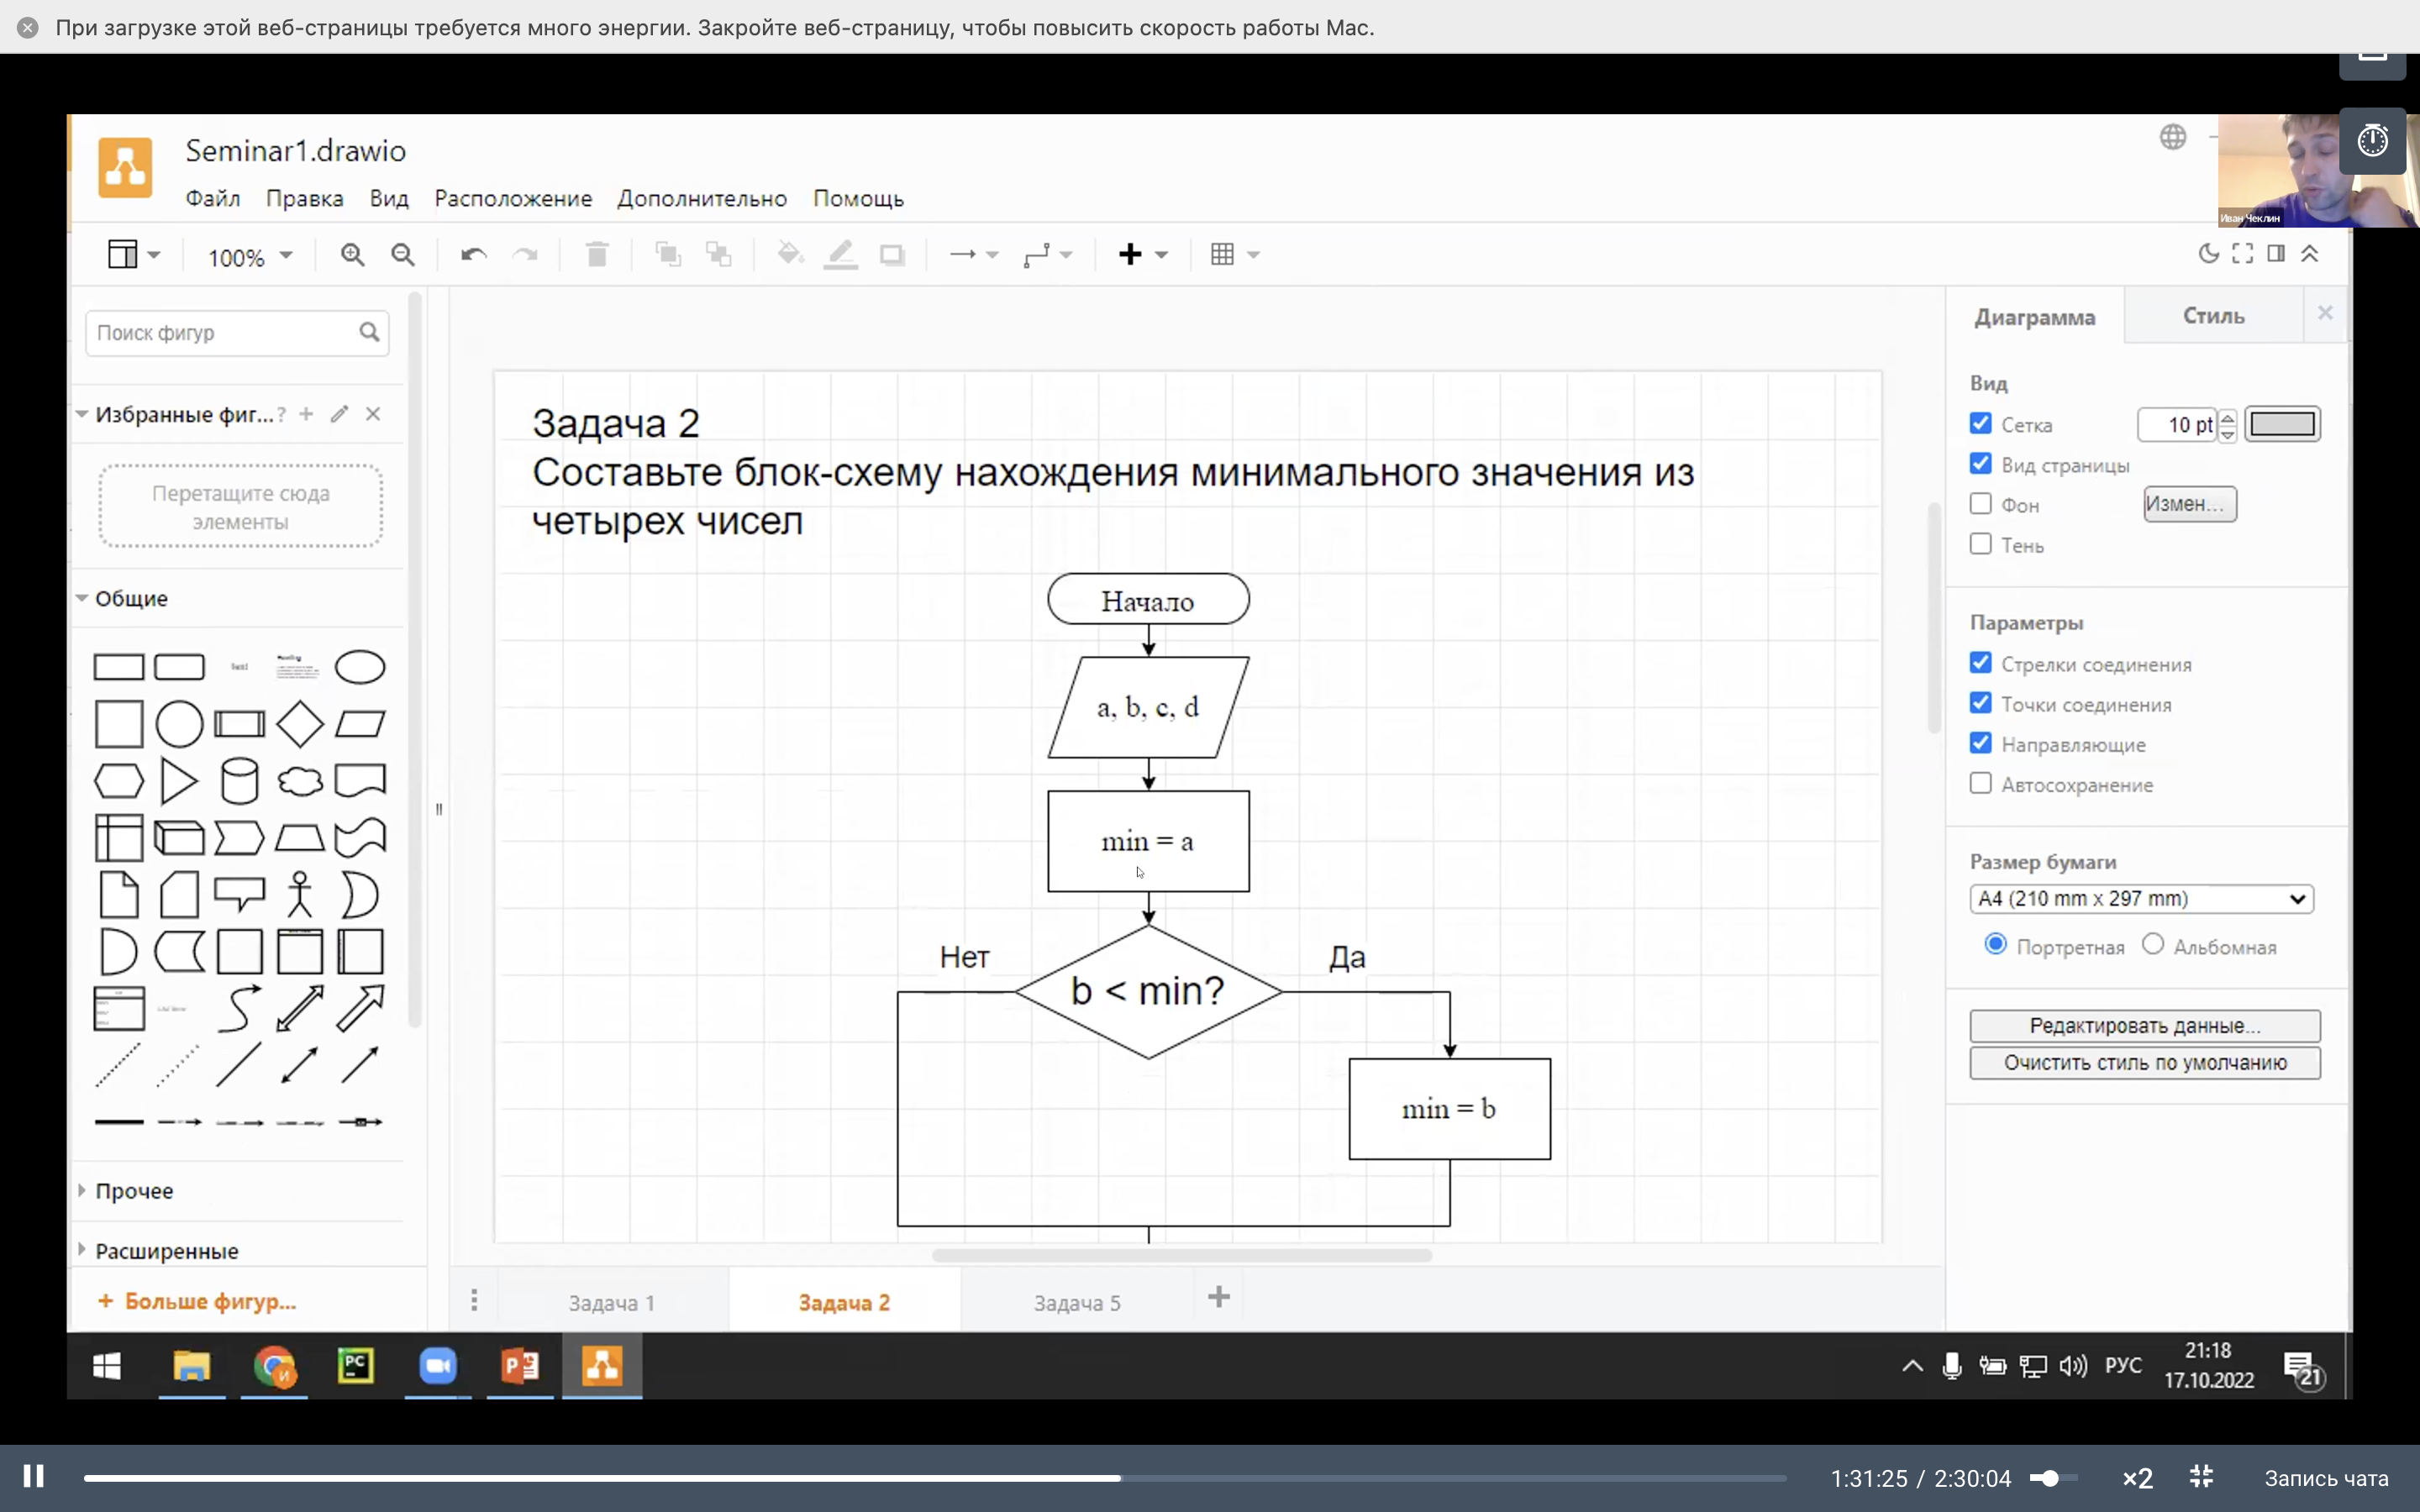 При загрузке этой веб-страницы требуется много энергии. Закройте веб-страницу, чтобы повысить скорость работы Mac.
Seminar1.drawio
Файл Правка Вид Расположение Дополнительно Помощь
Иван Чеклин
100%
Поиск фигур
Избранные фиг... ?
Перетащите сюда
элементы
Общие
Text
Heading
Прочее
Расширенные
+ Больше фигур...
Задача 2
Составьте блок-схему нахождения минимального значения из
четырех чисел
Начало
a, b, c, d
min = a
Нет
Да
b < min?
min = b
Задача 1
Задача 2
Задача 5
Диаграмма
Стиль
Вид
Сетка
10 pt
Вид страницы
Фон
Измен...
Тень
Параметры
Стрелки соединения
Точки соединения
Направляющие
Автосохранение
Размер бумаги
A4 (210 mm x 297 mm)
Портретная
Альбомная
Редактировать данные...
Очистить стиль по умолчанию
PC
P
и
РУС
21:18
17.10.2022
21
1:31:25 / 2:30:04
×2
Запись чата